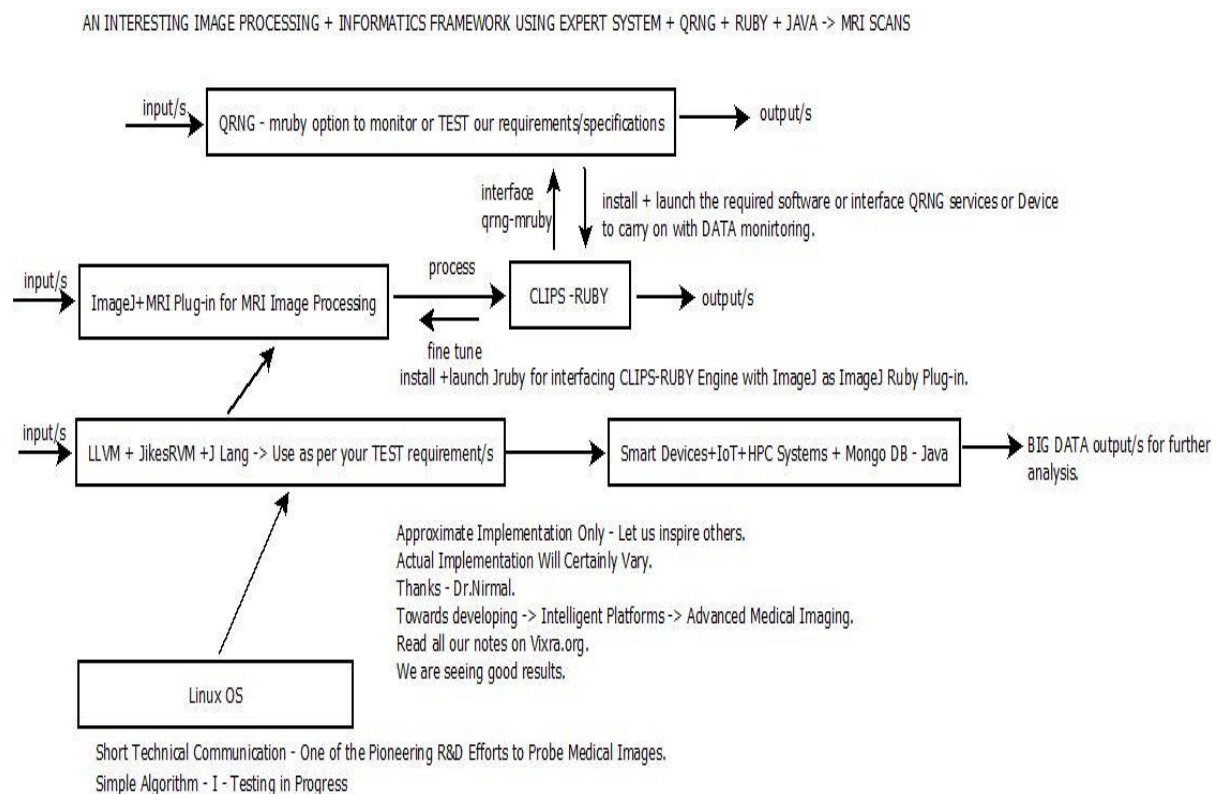 AN INTERESTING IMAGE PROCESSING + INFORMATICS FRAMEWORK USING EXPERT SYSTEM + QRNG + RUBY + JAVA -> MRI SCANS
input/s
QRNG - mruby option to monitor or TEST our requirements/specifications
output/s
interface
qrng-mruby
install + launch the required software or interface QRNG services or Device
to carry on with DATA monirtoring.
input/s
ImageJ+MRI Plug-in for MRI Image Processing
process
CLIPS -RUBY
output/s
fine tune
install +launch Jruby for interfacing CLIPS-RUBY Engine with ImageJ as ImageJ Ruby Plug-in.
input/s
LLVM + JikesRVM +J Lang -> Use as per your TEST requirement/s
Smart Devices+IoT+HPC Systems + Mongo DB - Java
BIG DATA output/s for further
analysis.
Approximate Implementation Only - Let us inspire others.
Actual Implementation Will Certainly Vary.
Thanks - Dr.Nirmal.
Towards developing -> Intelligent Platforms -> Advanced Medical Imaging.
Read all our notes on Vixra.org.
We are seeing good results.
Linux OS
Short Technical Communication - One of the Pioneering R&D Efforts to Probe Medical Images.
Simple Algorithm - I - Testing in Progress